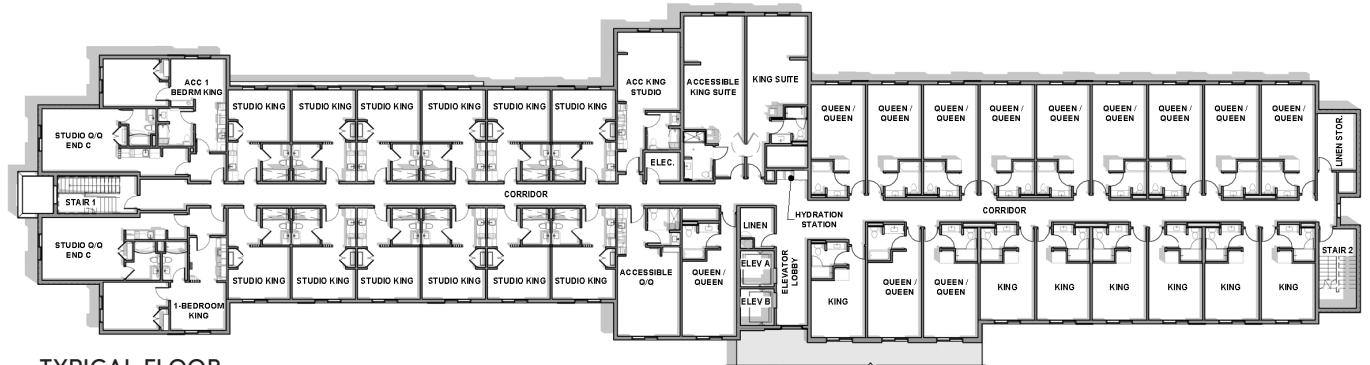 ACC 1
BEDRM KING
STUDIO Q/Q
END C
STUDIO KING
STUDIO KING
STUDIO KING
STUDIO KING
STUDIO KING
STUDIO KING
ACC KING
STUDIO
ACCESSIBLE
KING SUITE
KING SUITE
ELEC.
QUEEN /
QUEEN
QUEEN /
QUEEN
QUEEN /
QUEEN
QUEEN /
QUEEN
QUEEN /
QUEEN
QUEEN /
QUEEN
QUEEN /
QUEEN
QUEEN /
QUEEN
QUEEN /
QUEEN
LINEN STOR.
STAIR 1
CORRIDOR
HYDRATION
STATION
CORRIDOR
STUDIO Q/Q
END C
1-BEDROOM
KING
STUDIO KING
STUDIO KING
STUDIO KING
STUDIO KING
STUDIO KING
STUDIO KING
ACCESSIBLE
Q/Q
QUEEN /
QUEEN
LINEN
ELEV A
ELEV B
ELEVATOR
LOBBY
KING
QUEEN /
QUEEN
QUEEN /
QUEEN
KING
KING
KING
KING
KING
KING
STAIR 2
TYPICAL FLOOR